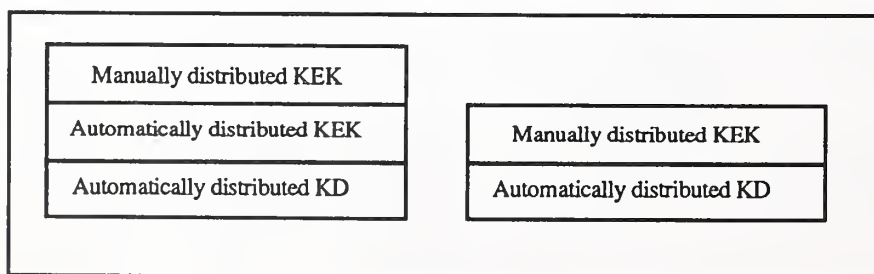 Manually distributed KEK
Automatically distributed KEK
Automatically distributed KD
Manually distributed KEK
Automatically distributed KD